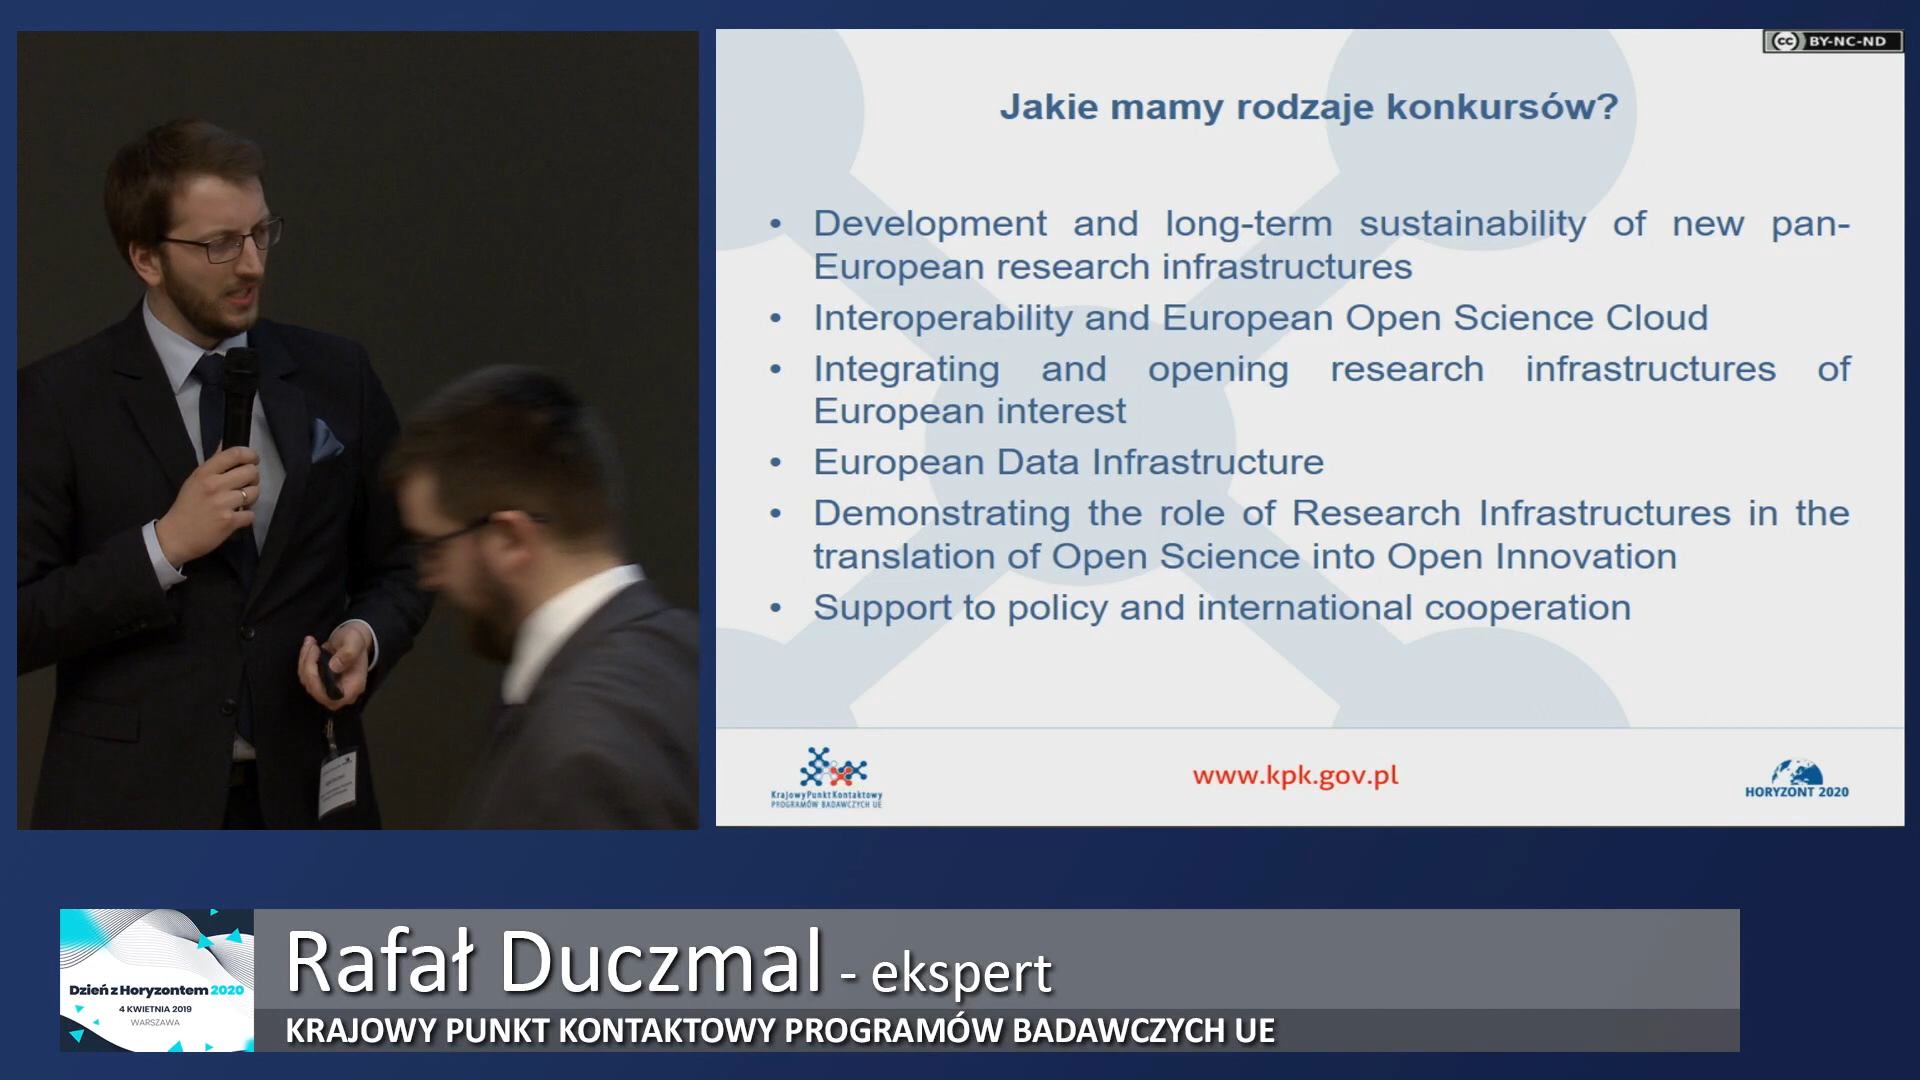 cc BY-NC-ND
Jakie mamy rodzaje konkursów?
• Development and long-term sustainability of new pan-
European research infrastructures
• Interoperability and European Open Science Cloud
• Integrating and opening research infrastructures of
European interest
• European Data Infrastructure
• Demonstrating the role of Research Infrastructures in the
translation of Open Science into Open Innovation
• Support to policy and international cooperation
Krajowy Punkt Kontaktowy
PROGRAMÓW BADAWCZYCH UE
www.kpk.gov.pl
HORYZONT 2020
Dzień z Horyzontem 2020
4 KWIETNIA 2019
WARSZAWA
Rafał Duczmal - ekspert
KRAJOWY PUNKT KONTAKTOWY PROGRAMÓW BADAWCZYCH UE